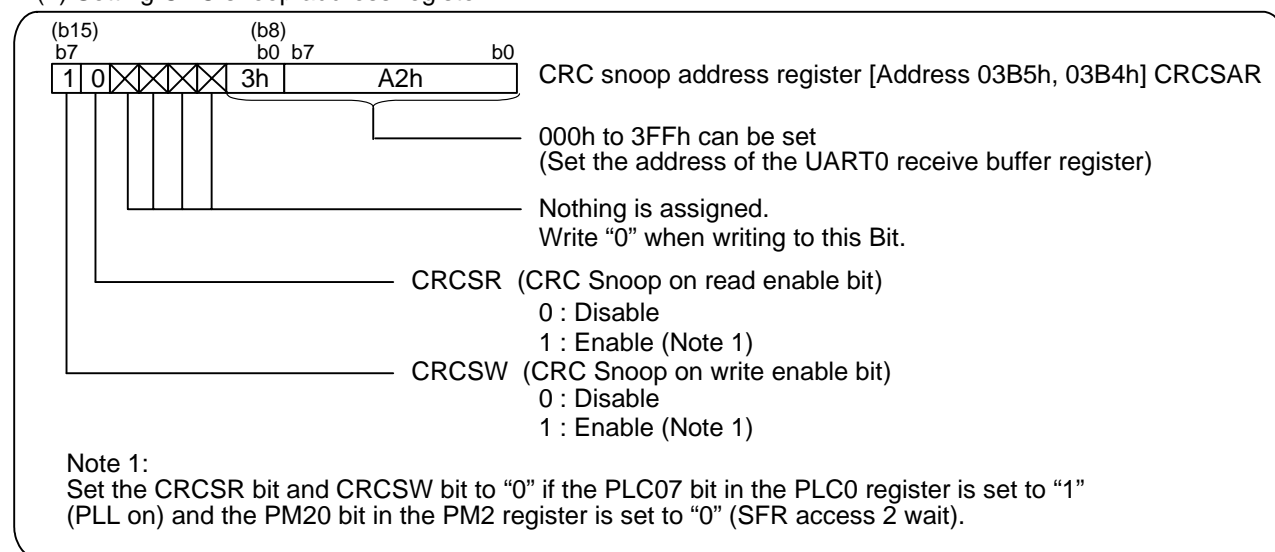 (b15) (b8)
b7 b0 b7 b0
1 0 3h A2h CRC snoop address register [Address 03B5h, 03B4h] CRCSAR
000h to 3FFh can be set
(Set the address of the UART0 receive buffer register)
Nothing is assigned.
Write “0” when writing to this Bit.
CRCSR (CRC Snoop on read enable bit)
0 : Disable
1 : Enable (Note 1)
CRCSW (CRC Snoop on write enable bit)
0 : Disable
1 : Enable (Note 1)
Note 1:
Set the CRCSR bit and CRCSW bit to “0” if the PLC07 bit in the PLC0 register is set to “1”
(PLL on) and the PM20 bit in the PM2 register is set to “0” (SFR access 2 wait).